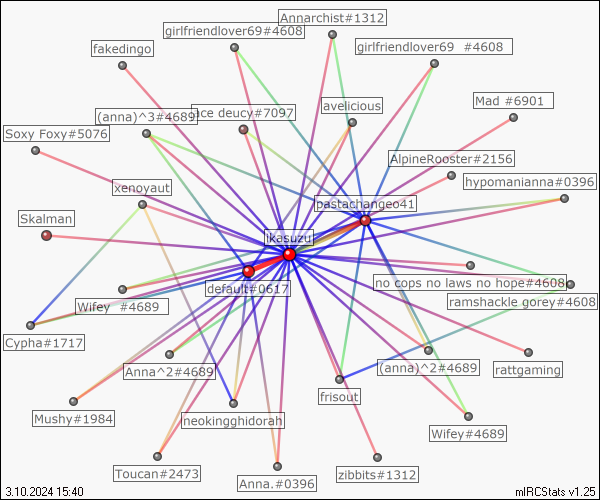 Annarchist#1312
girlfriendlover69#4608
girlfriendlover69 #4608
fakedingo
Mad #6901
avelicious
ace deucy#7097
(anna)^3#4689
Soxy Foxy#5076
AlpineRooster#2156
hypomanianna#0396
xenoyaut
pastachangeo41
Skalman
jkasuzu
no cops no laws no hope#4608
default#0617
ramshackle gorey#4608
Wifey #4689
Cypha#1717
Anna^2#4689
(anna)^2#4689
rattgaming
frisout
Mushy#1984
neokingghidorah
Wifey#4689
Toucan#2473
Anna.#0396
zibbits#1312
3.10.2024 15:40
mIRCStats v1.25